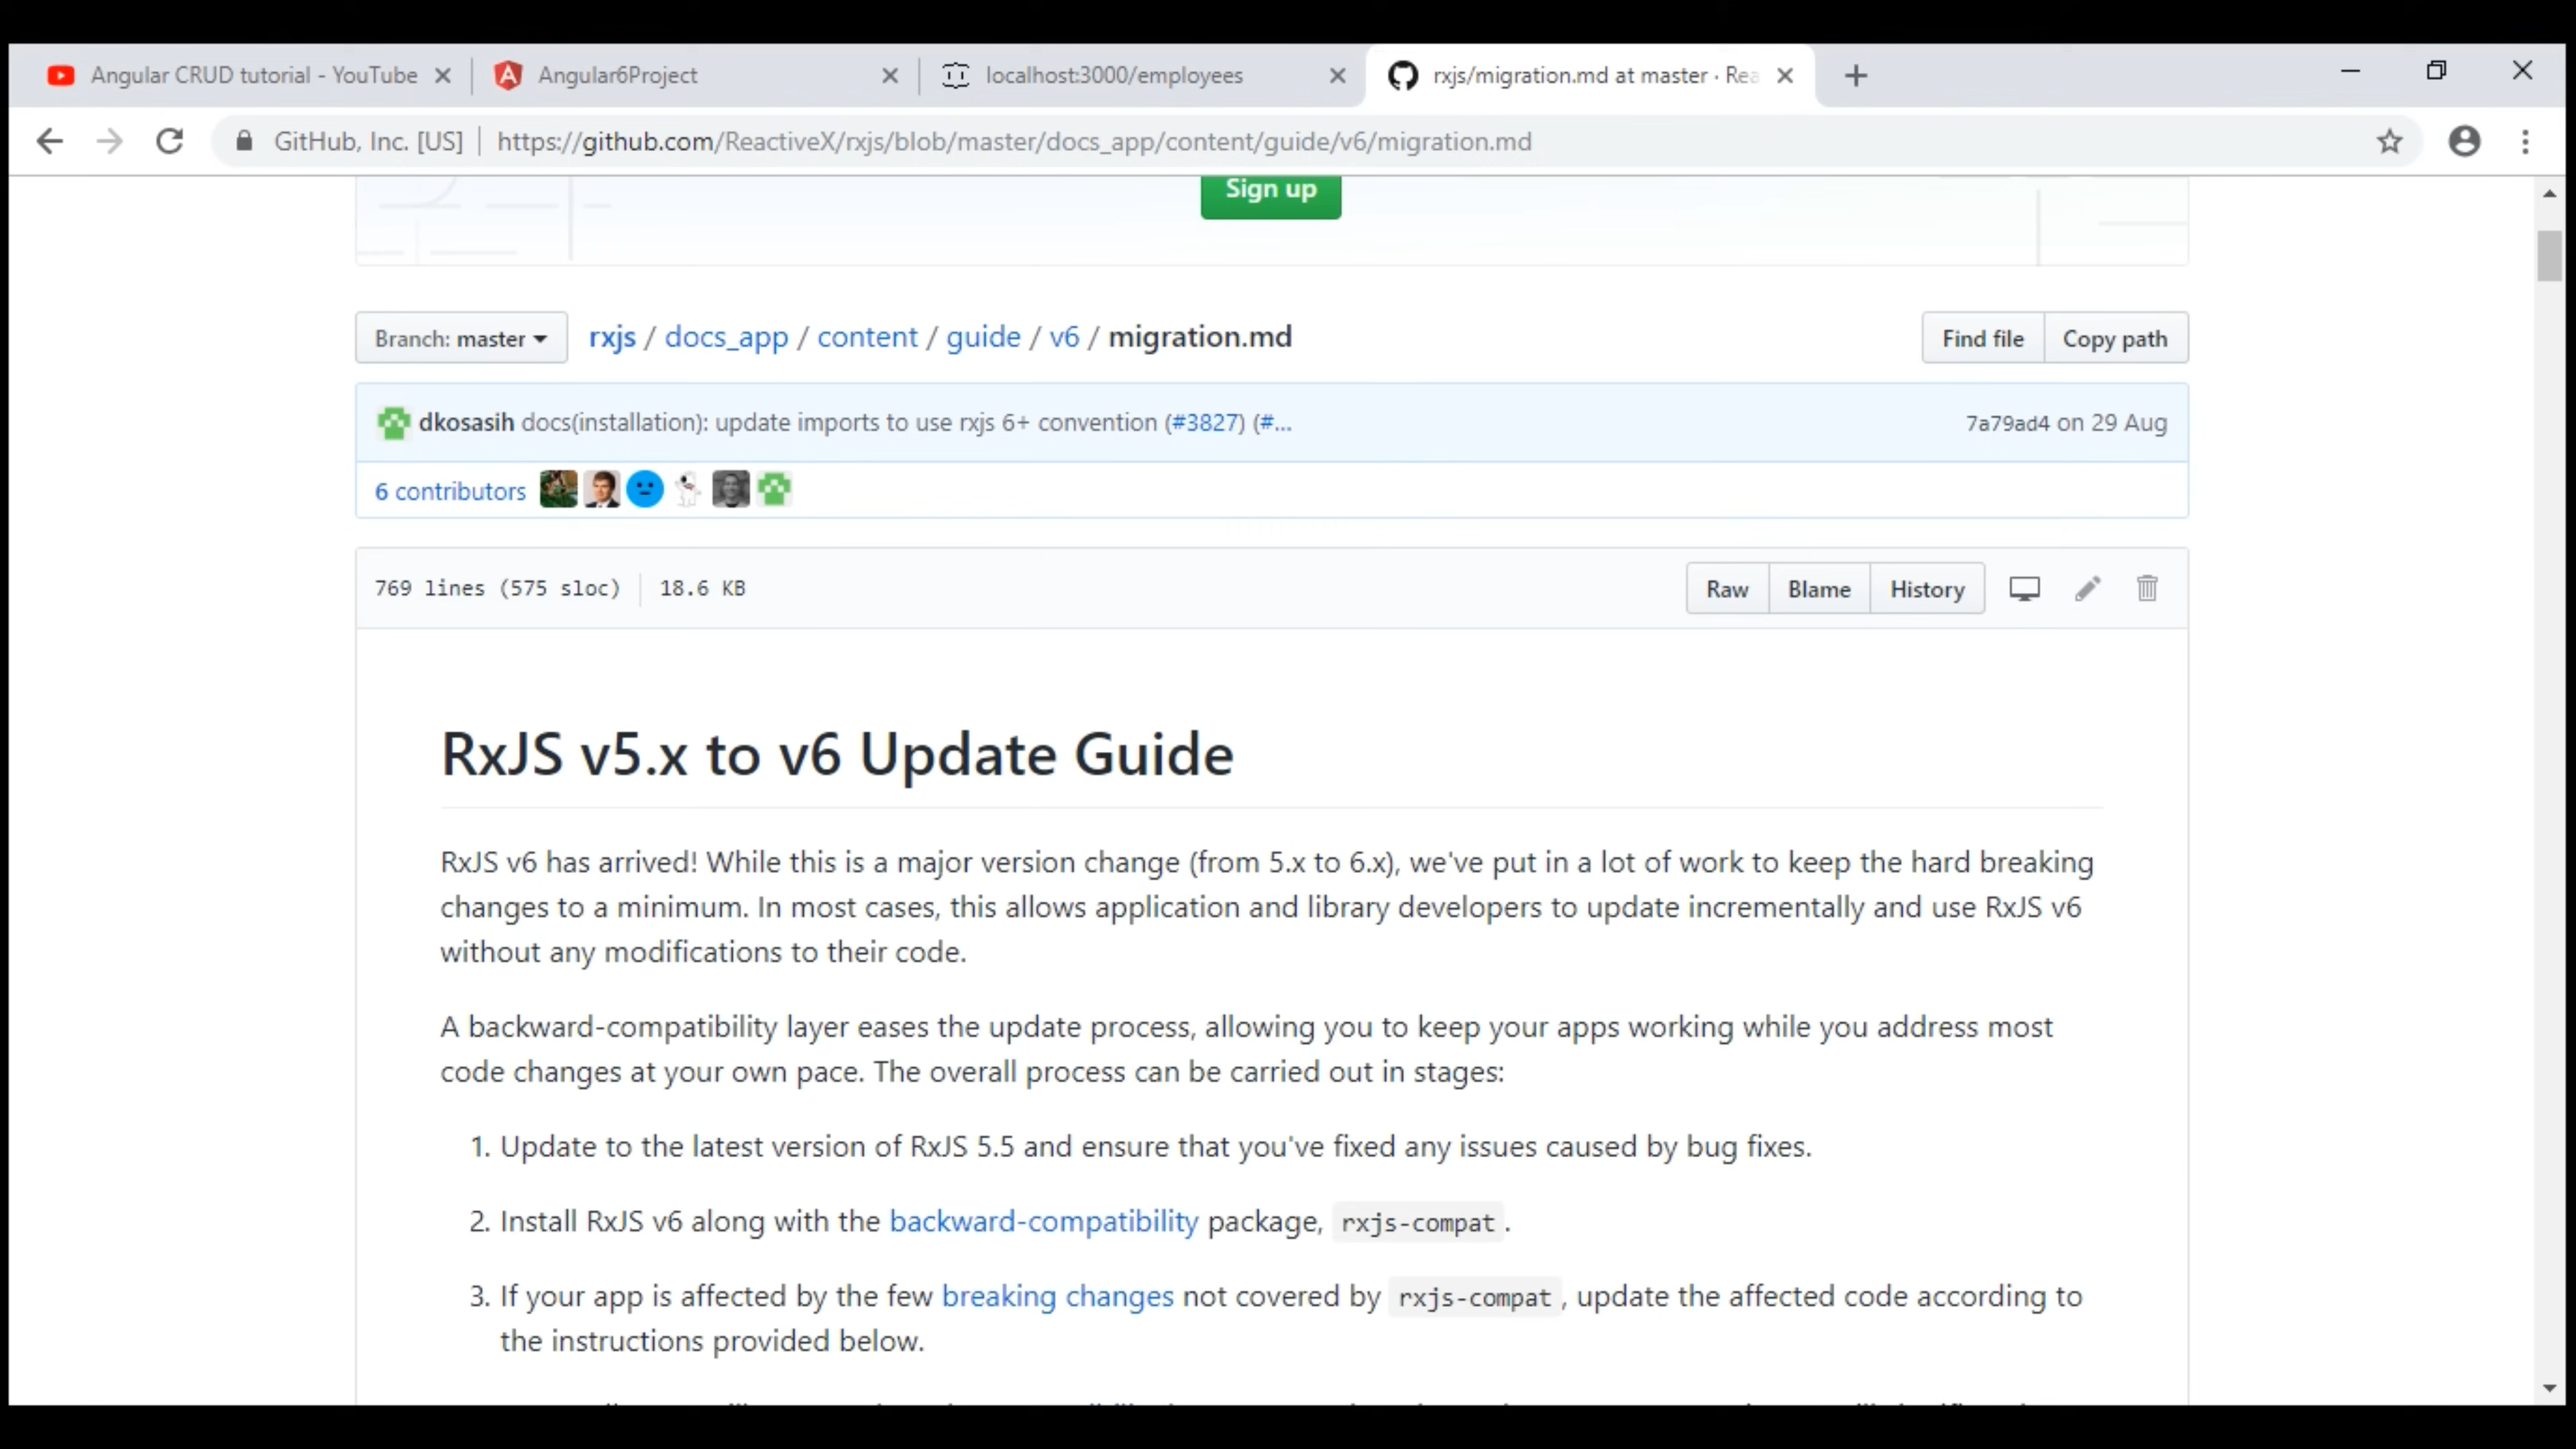 Angular CRUD tutorial - YouTube
Angular6Project
localhost:3000/employees
rxjs/migration.md at master · Rea
GitHub, Inc. [US]
https://github.com/ReactiveX/rxjs/blob/master/docs_app/content/guide/v6/migration.md
Sign up
Branch: master
rxjs / docs_app / content / guide / v6 / migration.md
Find file
Copy path
dkosasih docs(installation): update imports to use rxjs 6+ convention (#3827) (#...
7a79ad4 on 29 Aug
6 contributors
769 lines (575 sloc)
18.6 KB
Raw
Blame
History
RxJS v5.x to v6 Update Guide
RxJS v6 has arrived! While this is a major version change (from 5.x to 6.x), we've put in a lot of work to keep the hard breaking
changes to a minimum. In most cases, this allows application and library developers to update incrementally and use RxJS v6
without any modifications to their code.
A backward-compatibility layer eases the update process, allowing you to keep your apps working while you address most
code changes at your own pace. The overall process can be carried out in stages:
1. Update to the latest version of RxJS 5.5 and ensure that you've fixed any issues caused by bug fixes.
2. Install RxJS v6 along with the backward-compatibility package, rxjs-compat .
3. If your app is affected by the few breaking changes not covered by rxjs-compat , update the affected code according to
the instructions provided below.